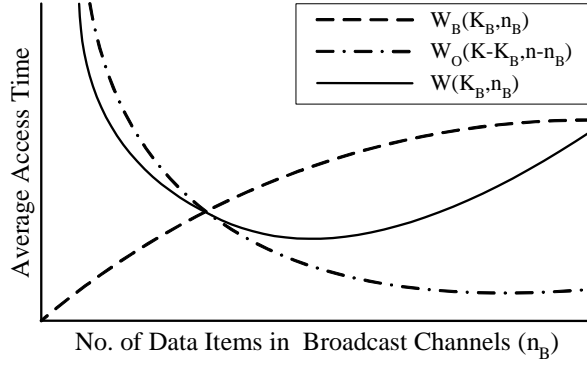 W_B(K_B,n_B)
W_O(K-K_B,n-n_B)
W(K_B,n_B)
Average Access Time
No. of Data Items in Broadcast Channels (n_B)